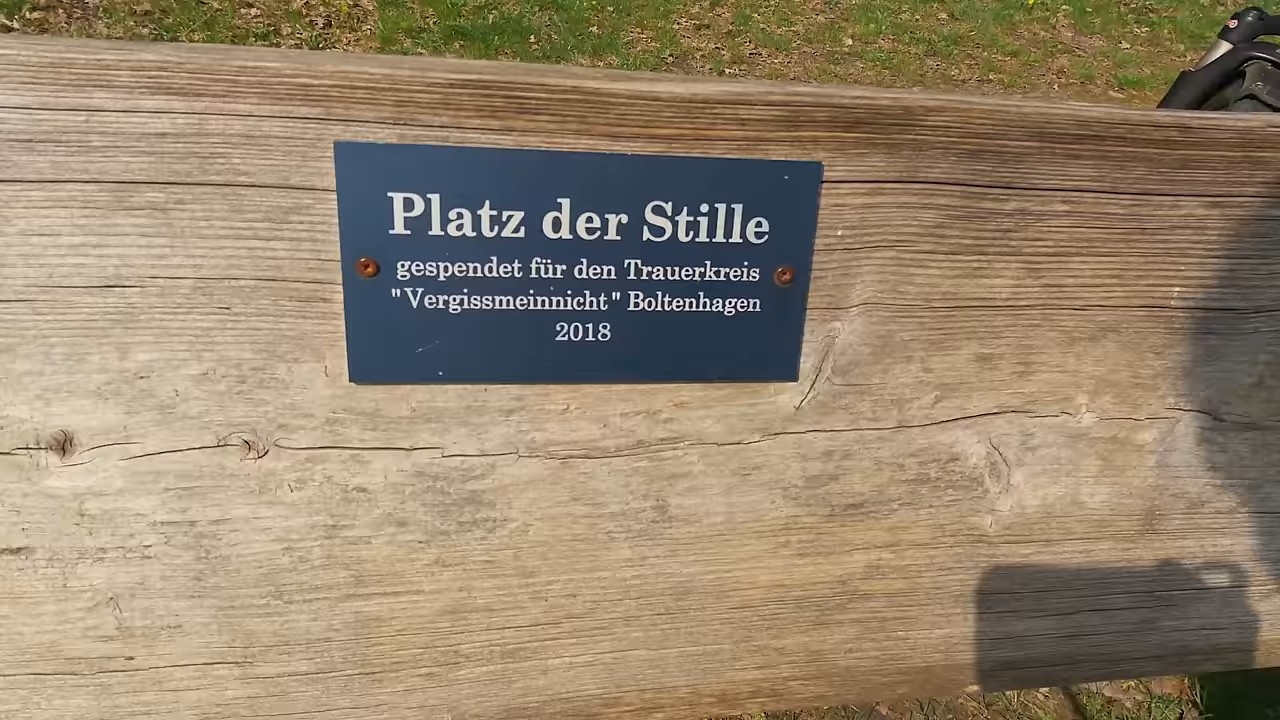 Platz der Stille
gespendet für den Trauerkreis
"Vergissmeinnicht" Boltenhagen
2018